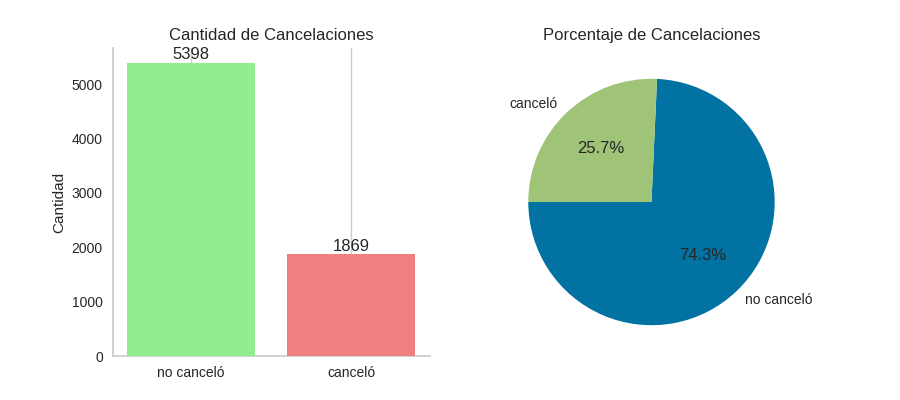 Cantidad de Cancelaciones
5398
5000
4000
3000
2000
1000
0
Cantidad
1869
no canceló
canceló
Porcentaje de Cancelaciones
canceló
25.7%
74.3%
no canceló